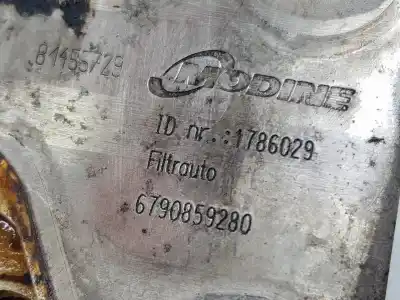 81155729
MODINE
ID nr.:1786029
Filtrauto
6790859280